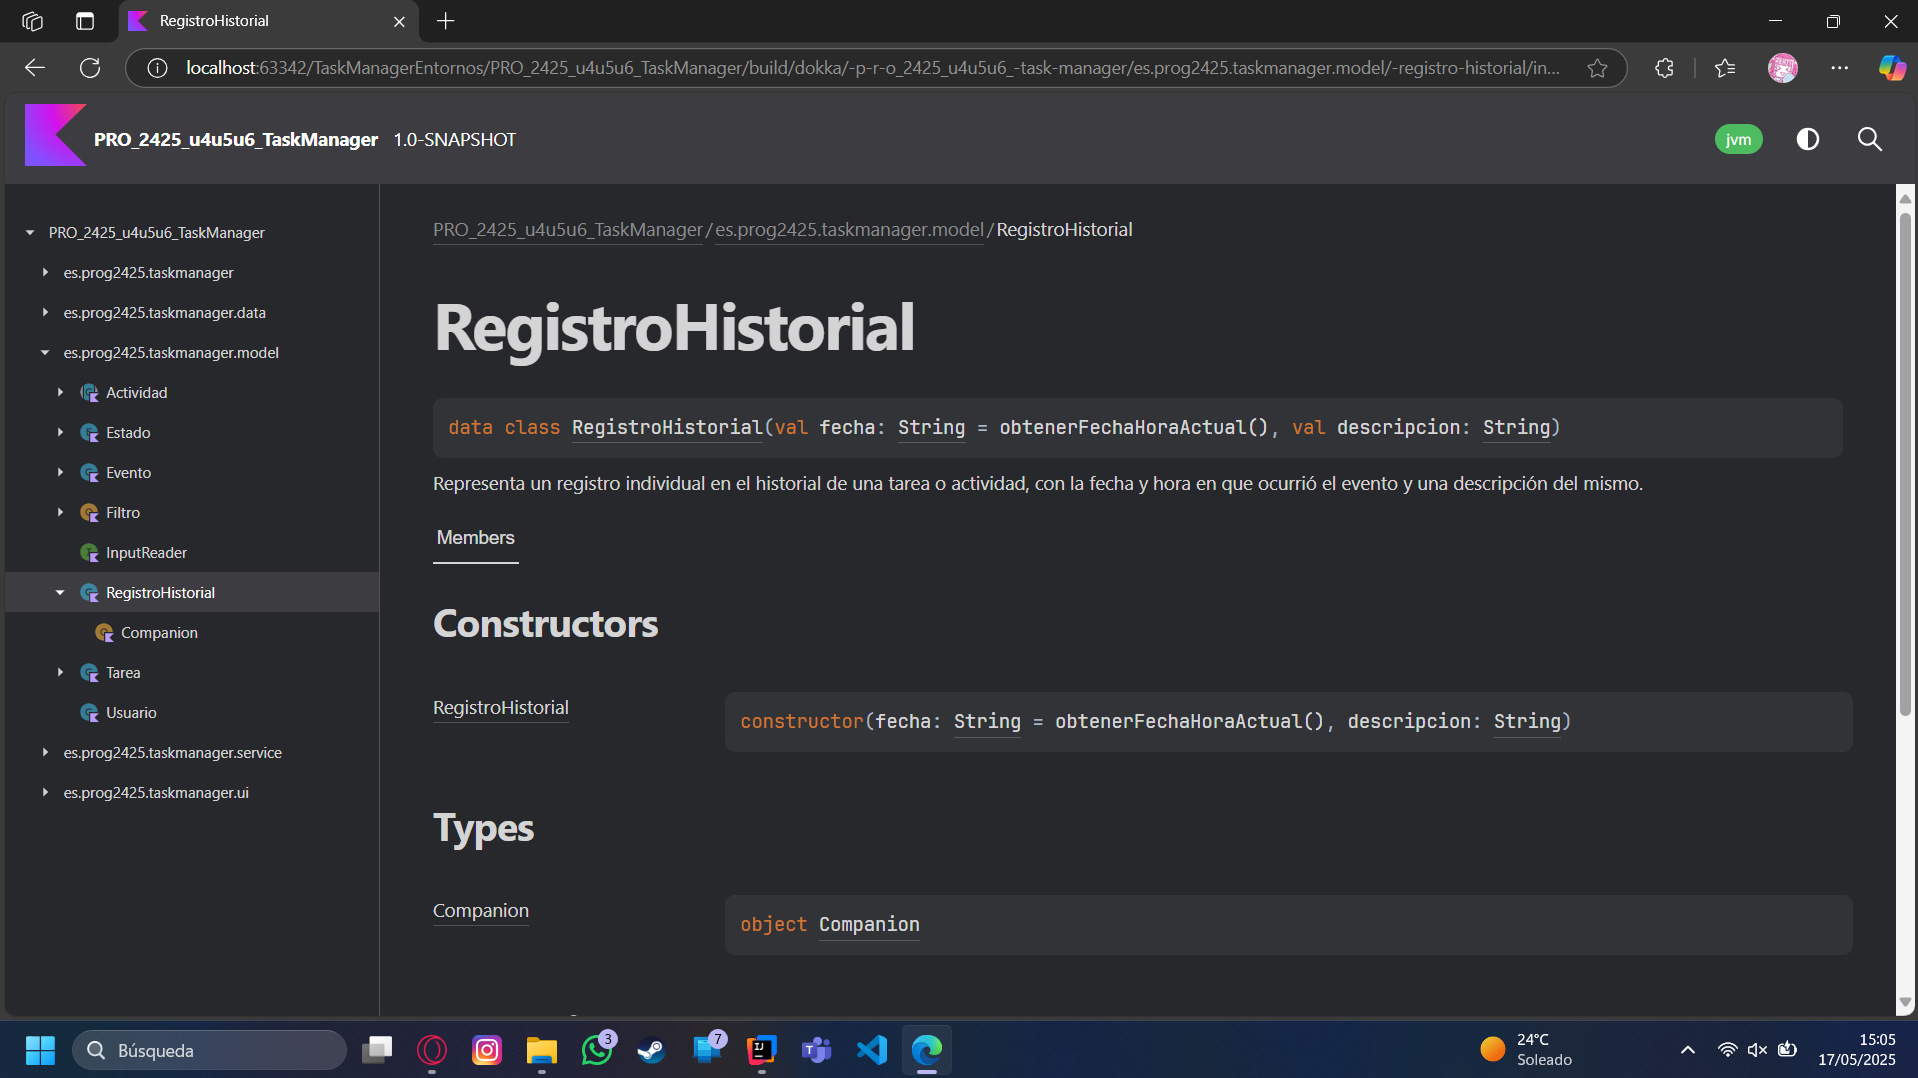 RegistroHistorial
localhost:63342/TaskManagerEntornos/PRO_2425_u4u5u6_TaskManager/build/dokka/-p-r-o_2425_u4u5u6_-task-manager/es.prog2425.taskmanager.model/-registro-historial/in...
PRO_2425_u4u5u6_TaskManager 1.0-SNAPSHOT
jvm
PRO_2425_u4u5u6_TaskManager
es.prog2425.taskmanager
es.prog2425.taskmanager.data
es.prog2425.taskmanager.model
Actividad
Estado
Evento
Filtro
InputReader
RegistroHistorial
Companion
Tarea
Usuario
es.prog2425.taskmanager.service
es.prog2425.taskmanager.ui
PRO_2425_u4u5u6_TaskManager/es.prog2425.taskmanager.model/RegistroHistorial
RegistroHistorial
data class RegistroHistorial(val fecha: String = obtenerFechaHoraActual(), val descripcion: String)
Representa un registro individual en el historial de una tarea o actividad, con la fecha y hora en que ocurrió el evento y una descripción del mismo.
Members
Constructors
RegistroHistorial
constructor(fecha: String = obtenerFechaHoraActual(), descripcion: String)
Types
Companion
object Companion
Búsqueda
3
7
24°C
Soleado
15:05
17/05/2025